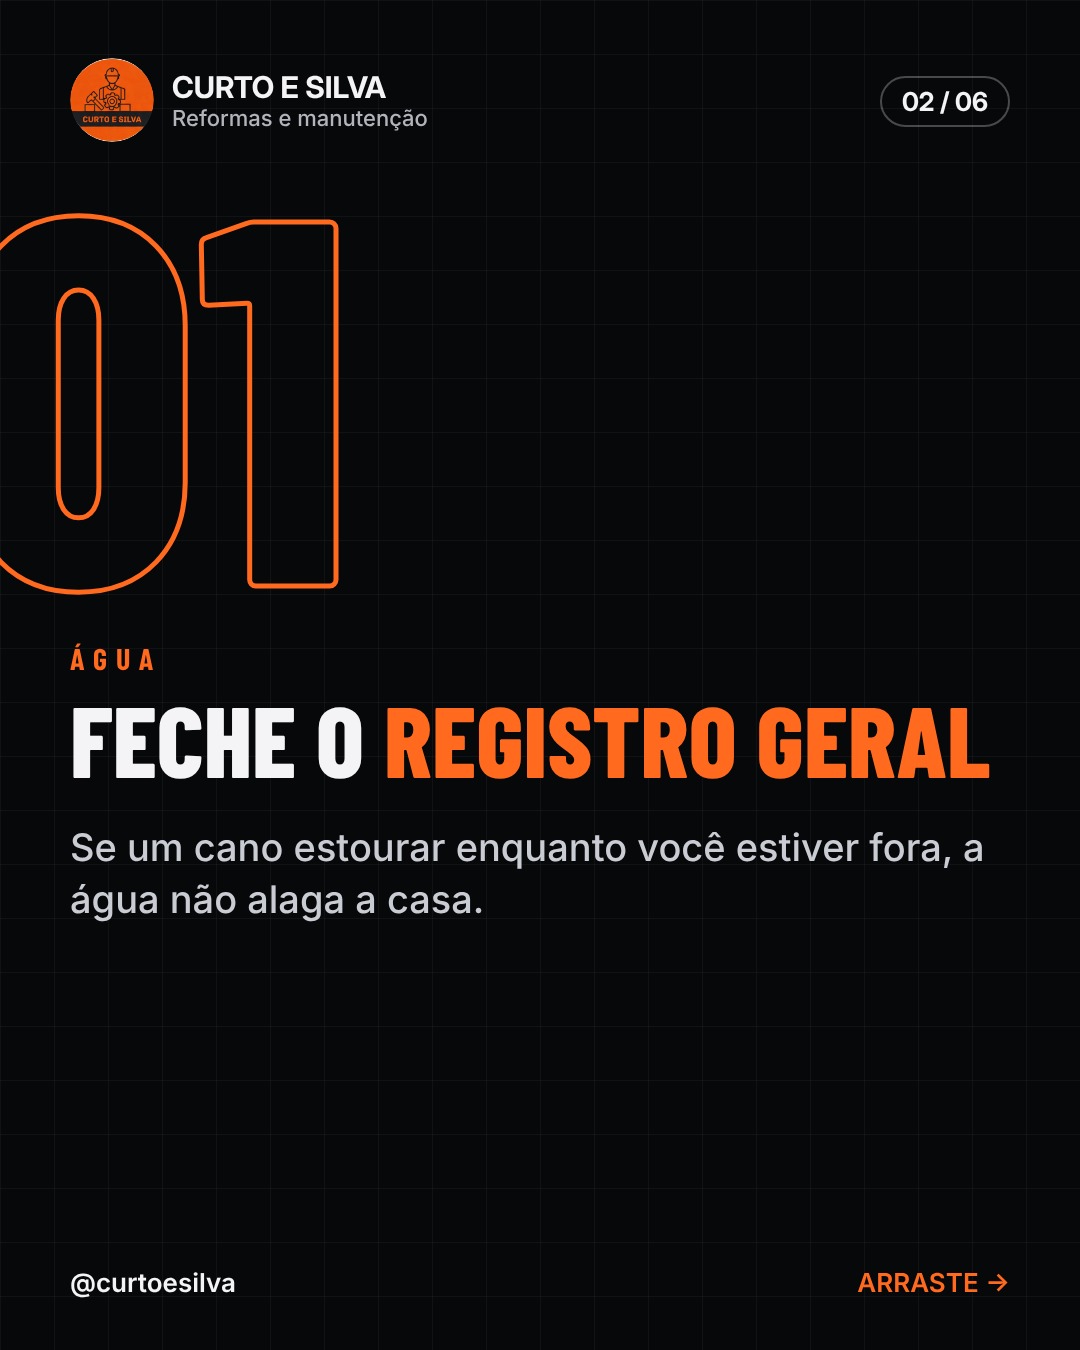 CURTO E SILVA
CURTO E SILVA
Reformas e manutenção
02 / 06
01
ÁGUA
FECHE O REGISTRO GERAL
Se um cano estourar enquanto você estiver fora, a
água não alaga a casa.
@curtoesilva
ARRASTE →